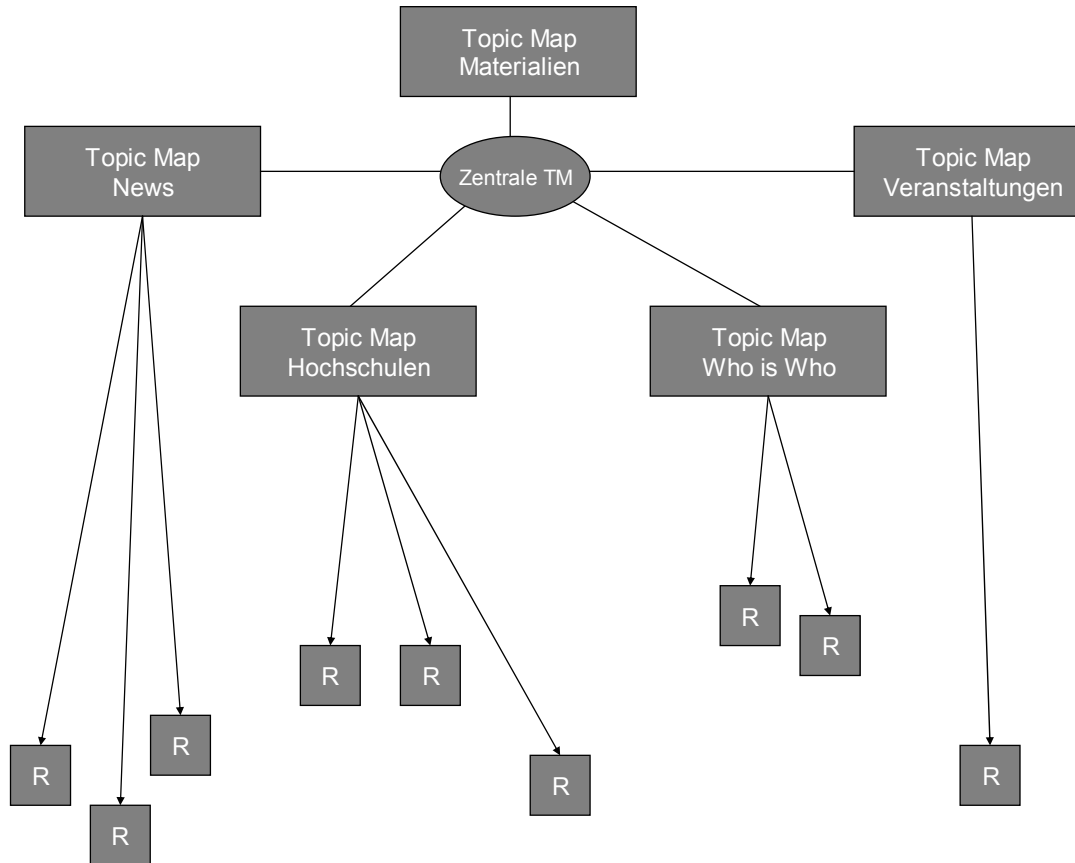 Topic Map
Materialien
Topic Map
News
Zentrale TM
Topic Map
Veranstaltungen
Topic Map
Hochschulen
Topic Map
Who is Who
R
R
R
R
R
R
R
R
R